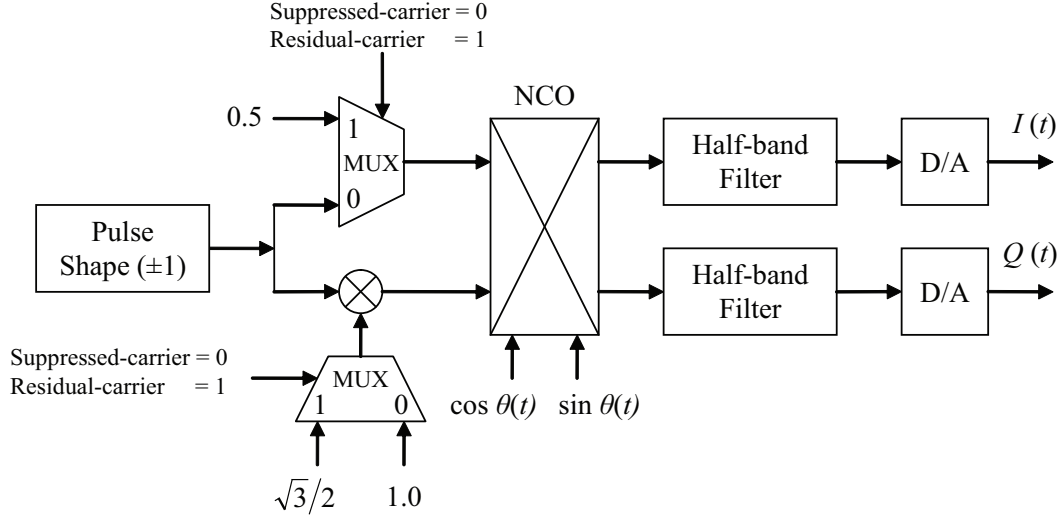 Suppressed-carrier = 0
Residual-carrier = 1
NCO
0.5
1
MUX
0
Half-band
Filter
D/A
I (t)
Pulse
Shape (±1)
Half-band
Filter
D/A
Q (t)
Suppressed-carrier = 0
Residual-carrier = 1
MUX
1 0
cos θ(t) sin θ(t)
√3/2 1.0